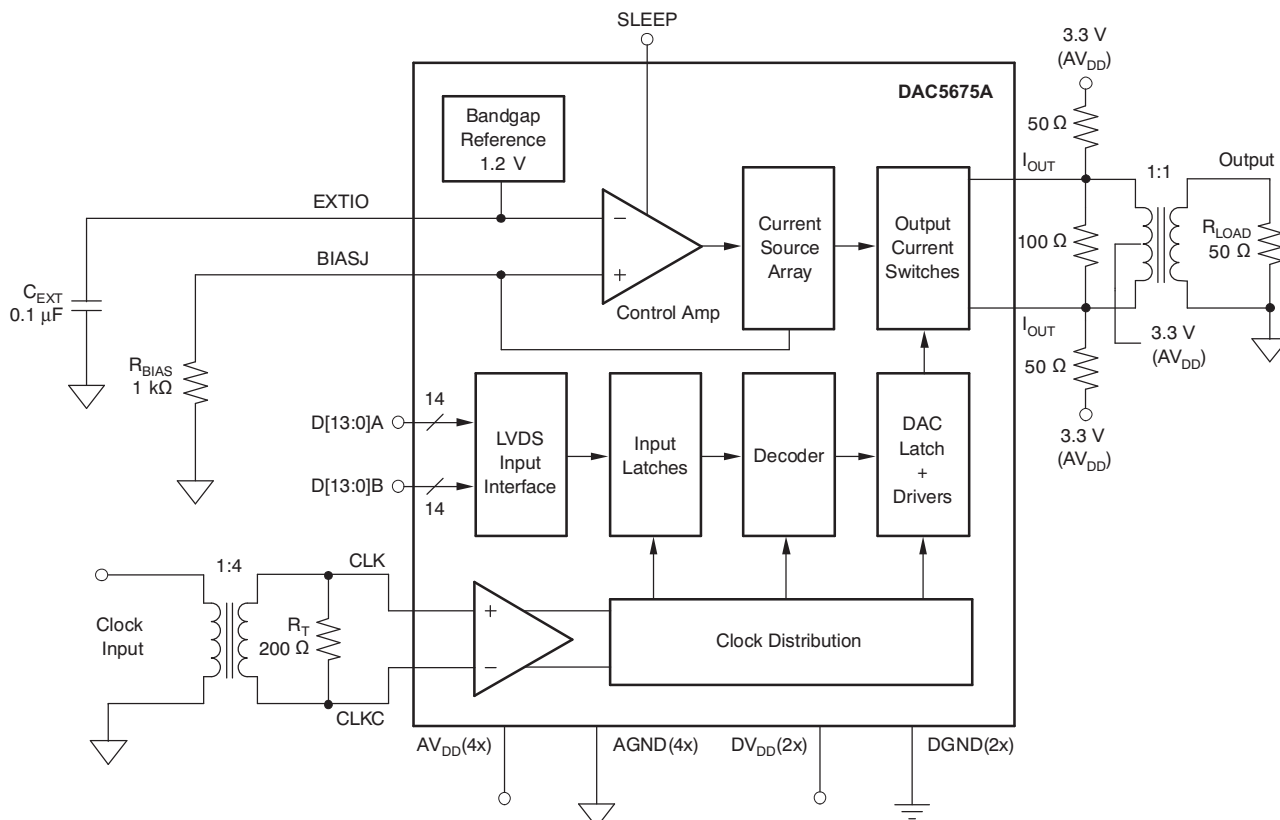 SLEEP
3.3 V
(AV_DD)
DAC5675A
Bandgap
Reference
1.2 V
50 Ω
I_OUT
1:1
Output
EXTIO
−
Current
Source
Array
Output
Current
Switches
100 Ω
R_LOAD
50 Ω
BIASJ
+
C_EXT
0.1 μF
Control Amp
I_OUT
3.3 V
(AV_DD)
R_BIAS
1 kΩ
50 Ω
14
D[13:0]A
LVDS
Input
Interface
Input
Latches
Decoder
DAC
Latch
+
Drivers
3.3 V
(AV_DD)
D[13:0]B
14
1:4
CLK
Clock
Input
R_T
200 Ω
+
−
Clock Distribution
CLKC
AV_DD(4x)
AGND(4x)
DV_DD(2x)
DGND(2x)